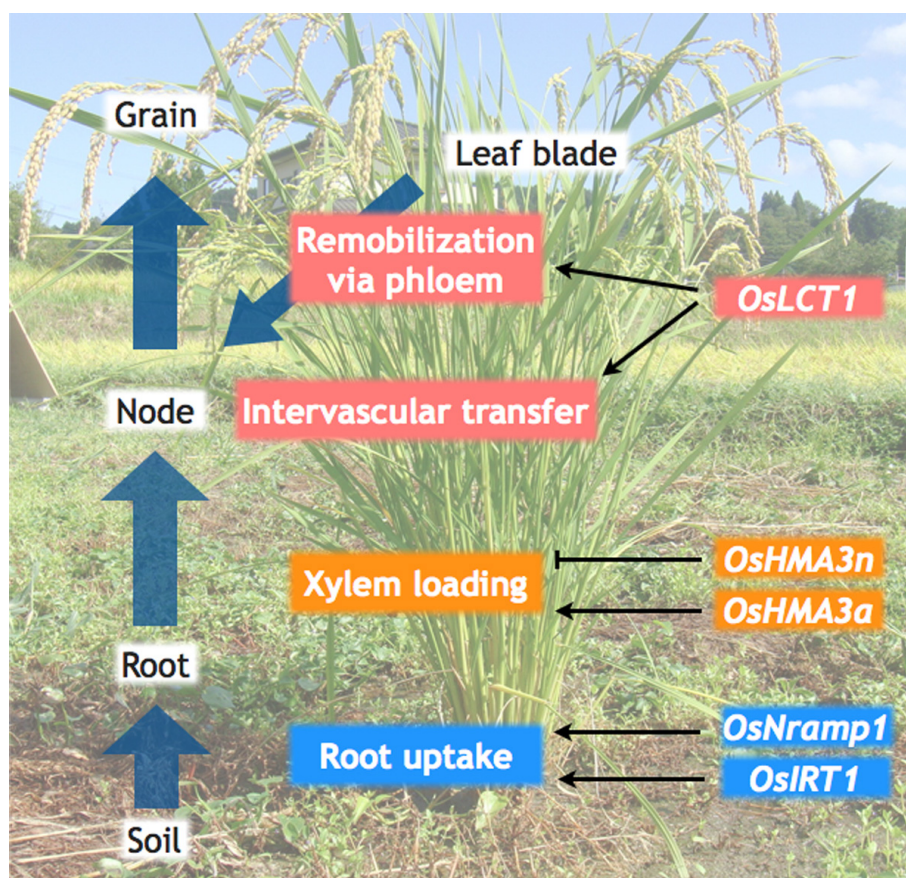 Grain
Leaf blade
Remobilization
via phloem
OsLCT1
Node
Intervascular transfer
Xylem loading
OsHMA3n
OsHMA3a
Root
OsNramp1
Root uptake
OsIRT1
Soil